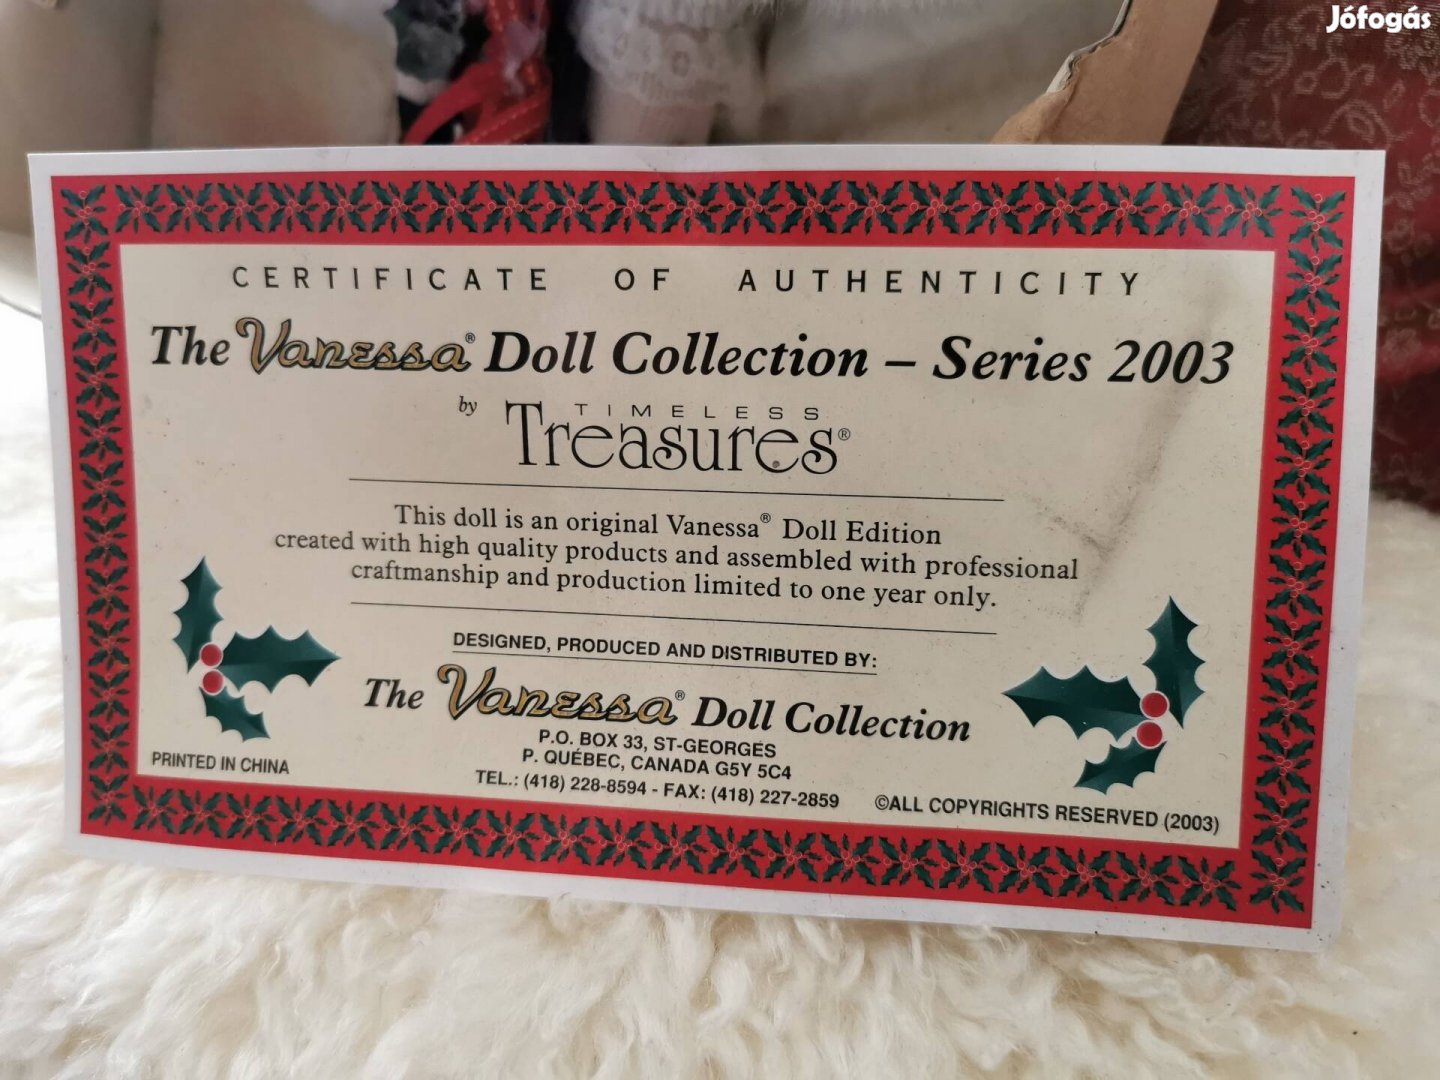 Jófogás
CERTIFICATE OF AUTHENTICITY
The Vanessa® Doll Collection – Series 2003
by TIMELESS
Treasures®
This doll is an original Vanessa® Doll Edition
created with high quality products and assembled with professional
craftmanship and production limited to one year only.
DESIGNED, PRODUCED AND DISTRIBUTED BY:
The Vanessa® Doll Collection
P.O. BOX 33, ST-GEORGES
P. QUÉBEC, CANADA G5Y 5C4
TEL.: (418) 228-8594 - FAX: (418) 227-2859
PRINTED IN CHINA
©ALL COPYRIGHTS RESERVED (2003)